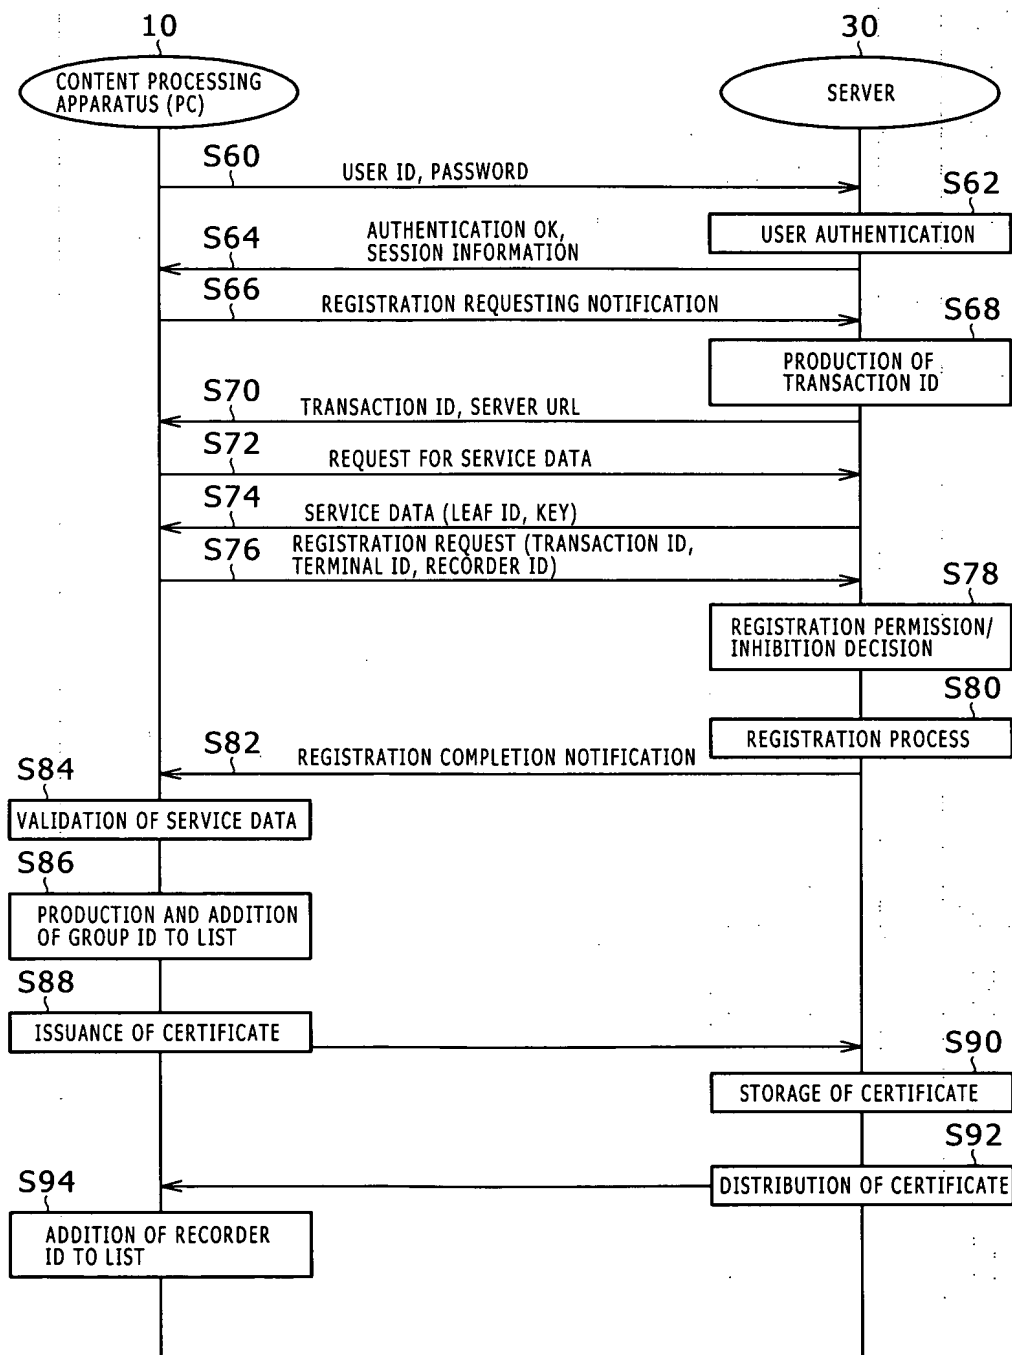 10
30
CONTENT PROCESSING
APPARATUS (PC)
SERVER
S60
USER ID, PASSWORD
S62
USER AUTHENTICATION
S64
AUTHENTICATION OK,
SESSION INFORMATION
S66
REGISTRATION REQUESTING NOTIFICATION
S68
PRODUCTION OF
TRANSACTION ID
S70
TRANSACTION ID, SERVER URL
S72
REQUEST FOR SERVICE DATA
S74
SERVICE DATA (LEAF ID, KEY)
S76
REGISTRATION REQUEST (TRANSACTION ID,
TERMINAL ID, RECORDER ID)
S78
REGISTRATION PERMISSION/
INHIBITION DECISION
S80
REGISTRATION PROCESS
S82
REGISTRATION COMPLETION NOTIFICATION
S84
VALIDATION OF SERVICE DATA
S86
PRODUCTION AND ADDITION
OF GROUP ID TO LIST
S88
ISSUANCE OF CERTIFICATE
S90
STORAGE OF CERTIFICATE
S92
DISTRIBUTION OF CERTIFICATE
S94
ADDITION OF RECORDER
ID TO LIST